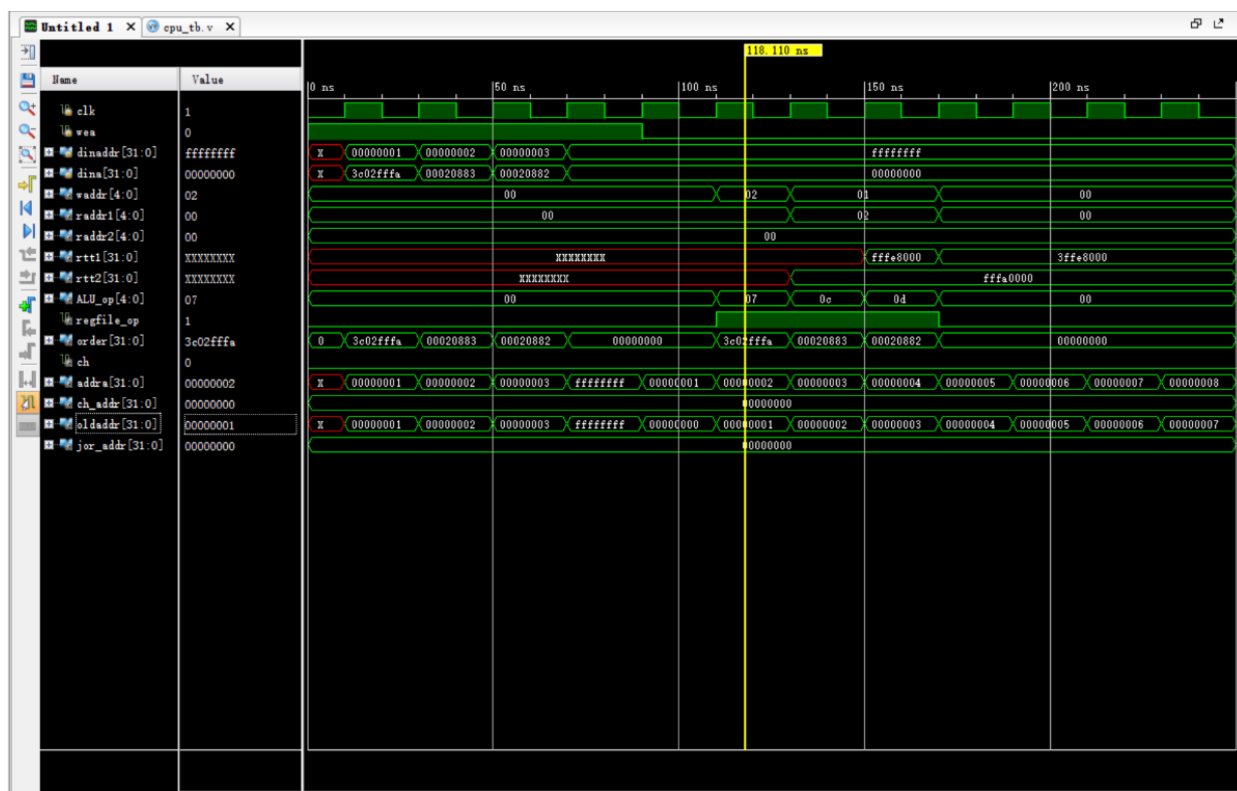 Untitled 1 X cpu_tb.v X
118.110 ns
Name Value
0 ns 50 ns 100 ns 150 ns 200 ns
clk 1
wea 0
dinaddr[31:0] ffffffff X 00000001 00000002 00000003 ffffffff
dina[31:0] 00000000 X 3c02fffa 00020883 00020882 00000000
waddr[4:0] 02 00 02 01 00
raddr1[4:0] 00 00 02 00
raddr2[4:0] 00 00
rtt1[31:0] XXXXXXXX XXXXXXXX fffe8000 3ffe8000
rtt2[31:0] XXXXXXXX XXXXXXXX fffa0000
ALU_op[4:0] 07 00 07 0c 0d 00
regfile_op 1
order[31:0] 3c02fffa 0 3c02fffa 00020883 00020882 00000000 3c02fffa 00020883 00020882 00000000
ch 0
addra[31:0] 00000002 X 00000001 00000002 00000003 ffffffff 00000001 00000002 00000003 00000004 00000005 00000006 00000007 00000008
ch_addr[31:0] 00000000 00000000
oldaddr[31:0] 00000001 X 00000001 00000002 00000003 ffffffff 00000000 00000001 00000002 00000003 00000004 00000005 00000006 00000007
jor_addr[31:0] 00000000 00000000